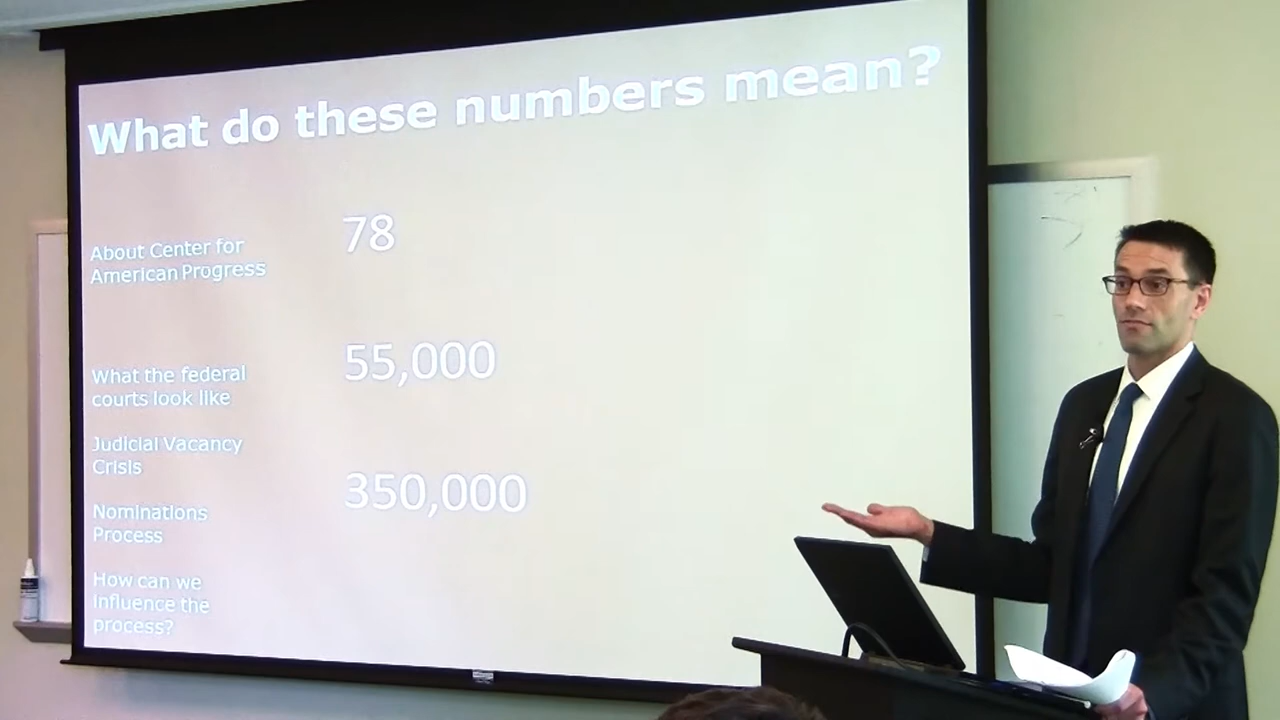 What do these numbers mean?
About Center for
American Progress
78
What the federal
courts look like
55,000
Judicial Vacancy
Crisis
350,000
Nominations
Process
How can we
influence the
process?